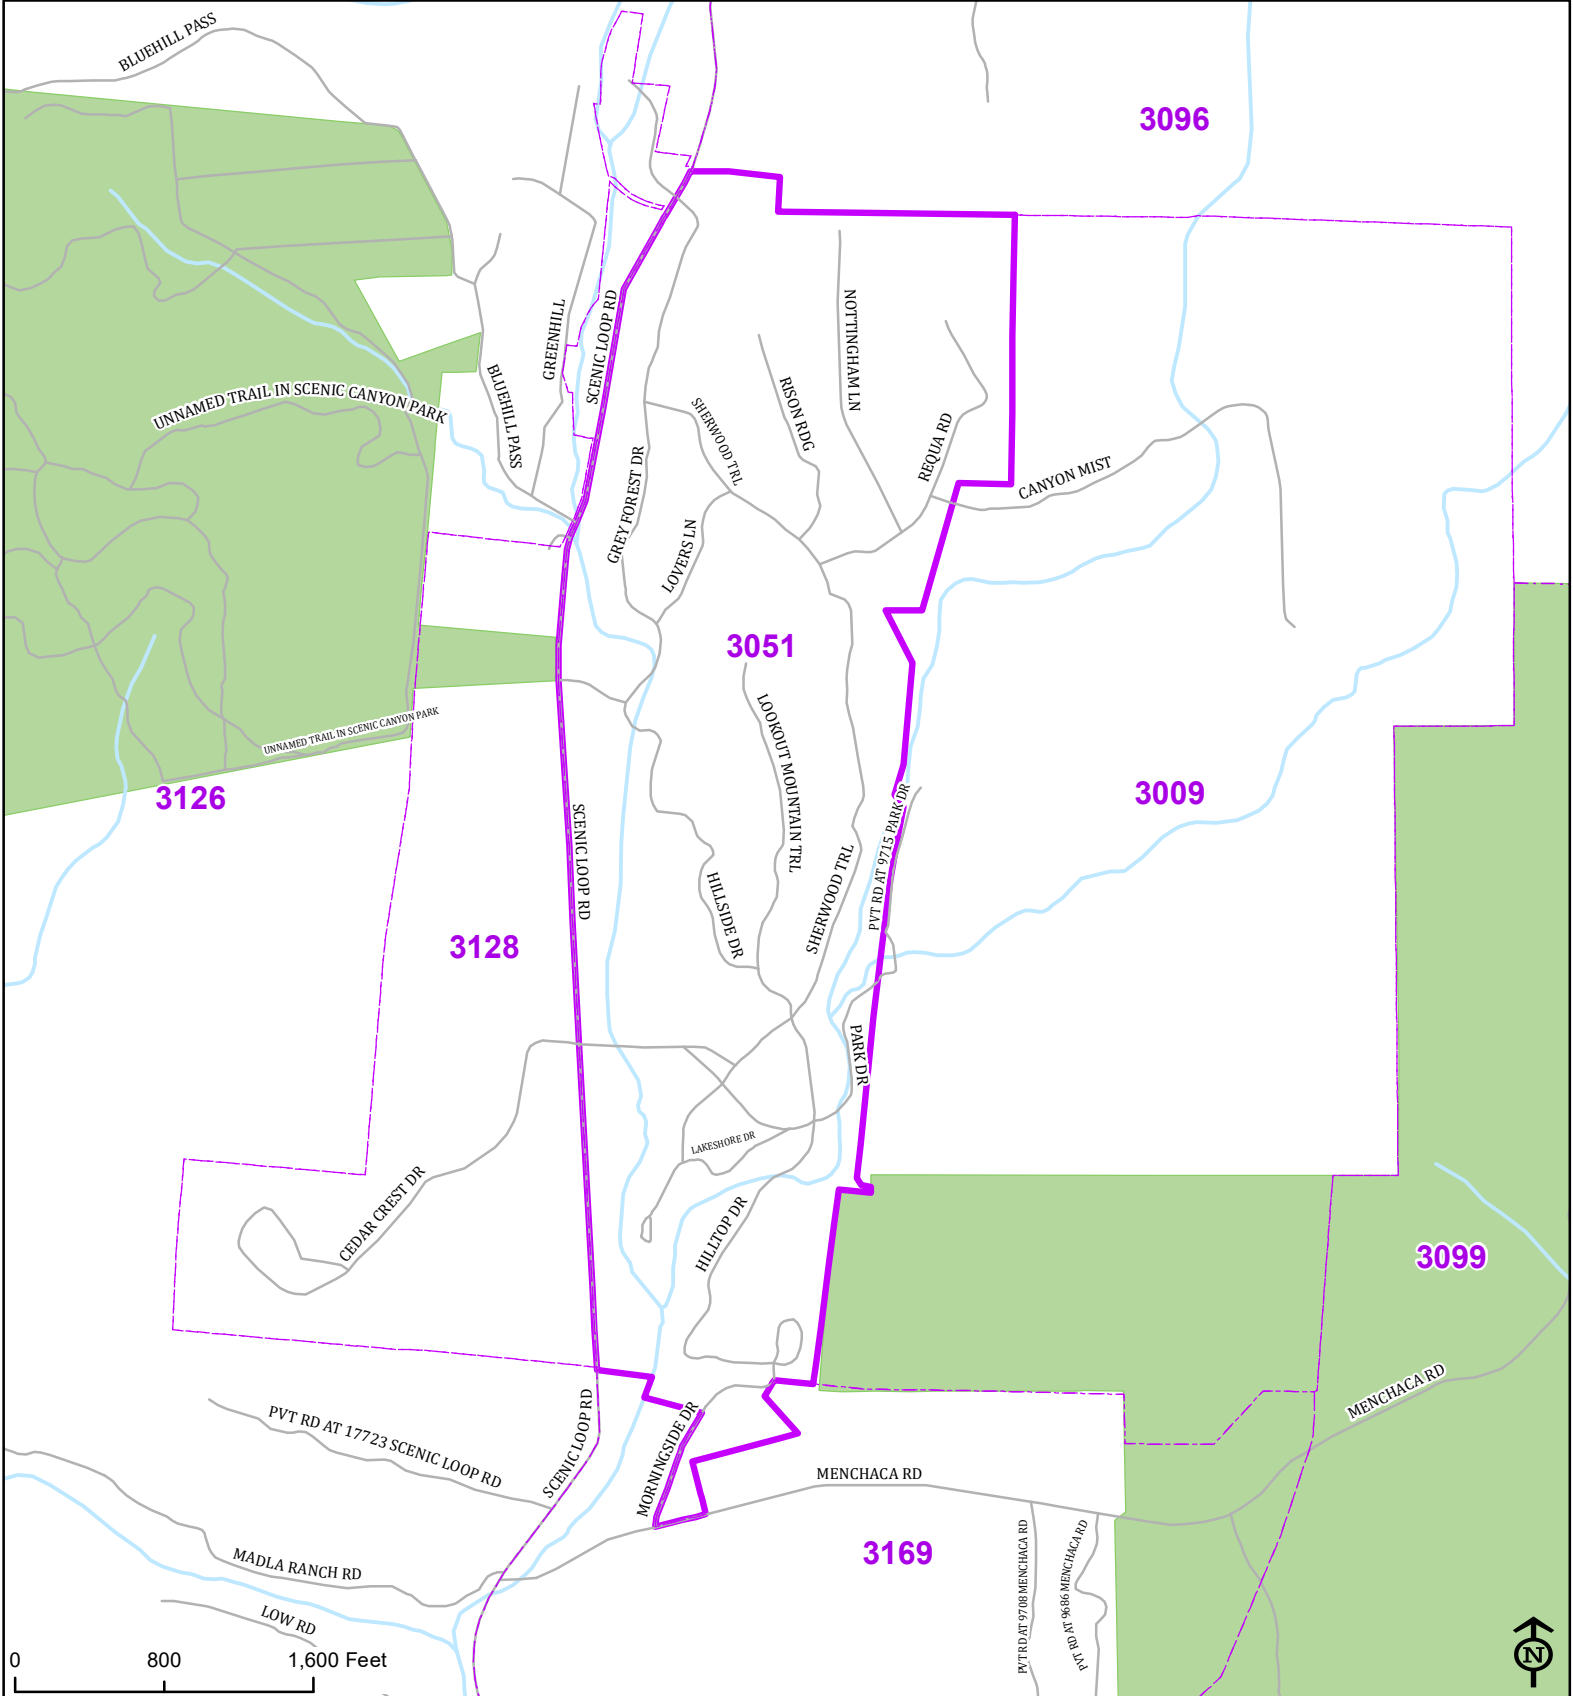 BLUEHILL PASS
3096
SCENIC LOOP RD
GREENHILL
NOTTINGHAM LN
BLUEHILL PASS
RISON RDG
SHERWOOD TRL
UNNAMED TRAIL IN SCENIC CANYON PARK
REQUA RD
CANYON MIST
GREY FOREST DR
LOVERS LN
3051
LOOKOUT MOUNTAIN TRL
UNNAMED TRAIL IN SCENIC CANYON PARK
3126
3009
SCENIC LOOP RD
PVT RD AT 9715 PARK DR
SHERWOOD TRL
HILLSIDE DR
3128
PARK DR
LAKESHORE DR
CEDAR CREST DR
HILLTOP DR
3099
MENCHACA RD
PVT RD AT 17723 SCENIC LOOP RD
SCENIC LOOP RD
MORNINGSIDE DR
MENCHACA RD
3169
PVT RD AT 9708 MENCHACA RD
PVT RD AT 9686 MENCHACA RD
MADLA RANCH RD
LOW RD
0 800 1,600 Feet
N